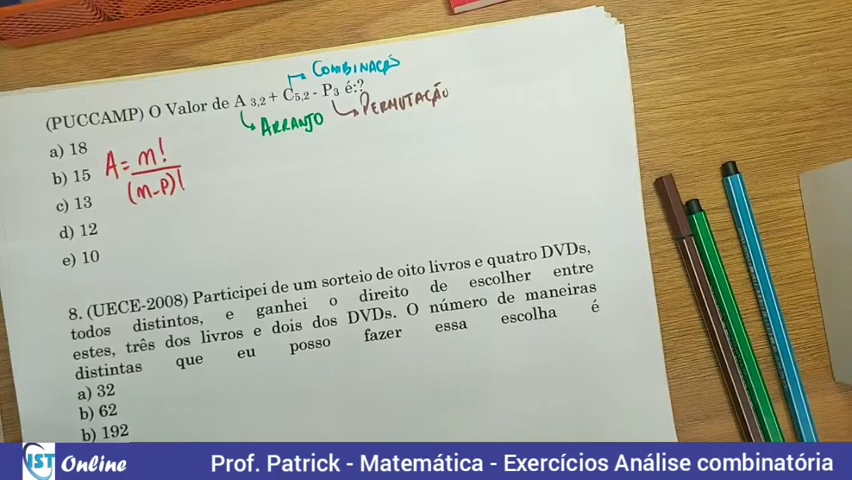 COMBINAÇÃO
(PUCCAMP) O Valor de A 3,2 + C5,2 - P3 é:?
ARRANJO
PERMUTAÇÃO
a) 18
b) 15
c) 13
d) 12
e) 10
A = m!
(m-p)!
8. (UECE-2008) Participei de um sorteio de oito livros e quatro DVDs,
todos distintos, e ganhei o direito de escolher entre
estes, três dos livros e dois dos DVDs. O número de maneiras
distintas que eu posso fazer essa escolha é
a) 32
b) 62
b) 192
IST Online
Prof. Patrick - Matemática - Exercícios Análise combinatória